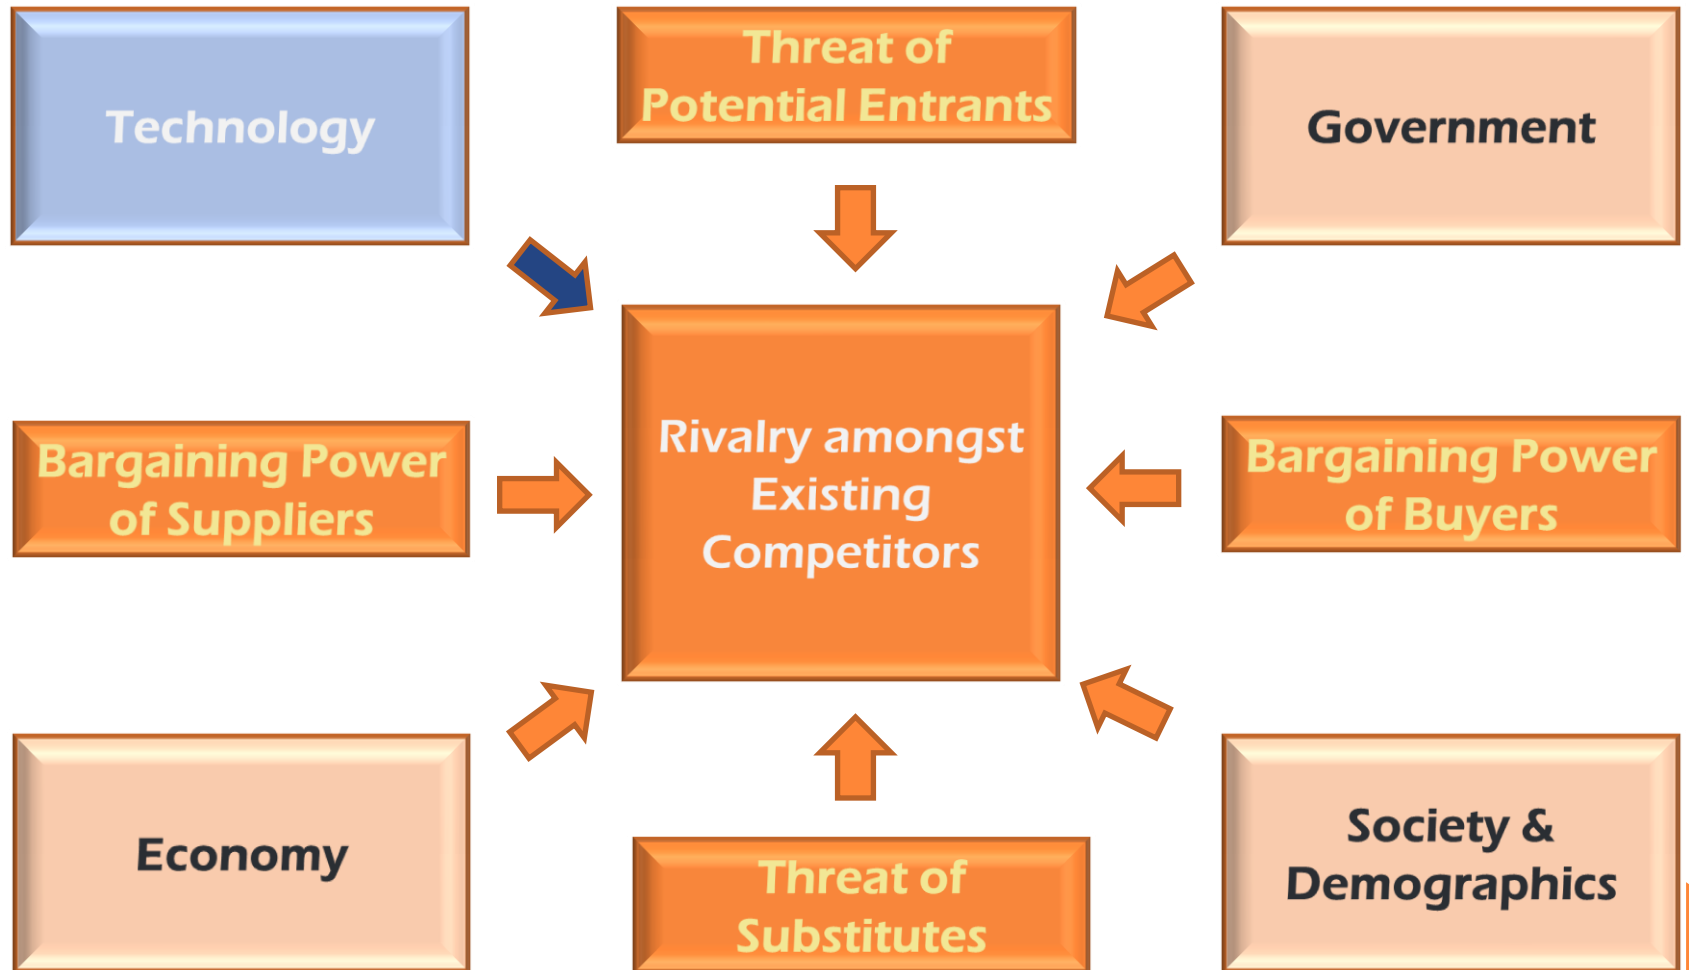 Technology
Threat of
Potential Entrants
Government
Bargaining Power
of Suppliers
Rivalry amongst
Existing
Competitors
Bargaining Power
of Buyers
Economy
Threat of
Substitutes
Society &
Demographics